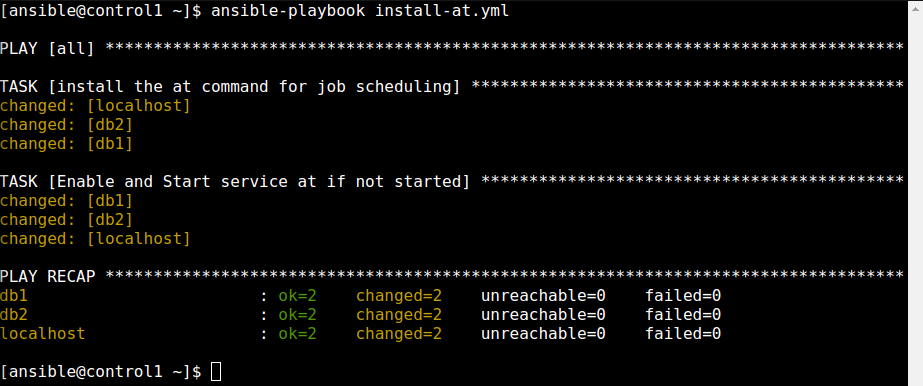 [ansible@control1 ~]$ ansible-playbook install-at.yml
PLAY [all] ***********************************************************************************
TASK [install the at command for job scheduling] *********************************************
changed: [localhost]
changed: [db2]
changed: [db1]
TASK [Enable and Start service at if not started] ********************************************
changed: [db1]
changed: [db2]
changed: [localhost]
PLAY RECAP ***********************************************************************************
db1                        : ok=2    changed=2    unreachable=0    failed=0
db2                        : ok=2    changed=2    unreachable=0    failed=0
localhost                  : ok=2    changed=2    unreachable=0    failed=0
[ansible@control1 ~]$